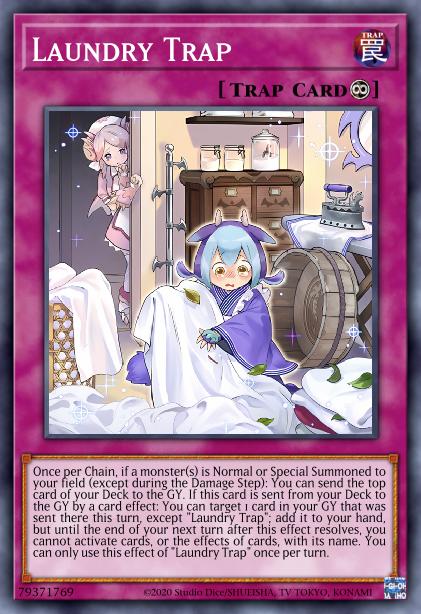 LAUNDRY TRAP
TRAP
罠
[TRAP CARD]
Once per Chain, if a monster(s) is Normal or Special Summoned to
your field (except during the Damage Step): You can send the top
card of your Deck to the GY. If this card is sent from your Deck to
the GY by a card effect: You can target 1 card in your GY that was
sent there this turn, except "Laundry Trap"; add it to your hand,
but until the end of your next turn after this effect resolves, you
cannot activate cards, or the effects of cards, with its name. You
can only use this effect of "Laundry Trap" once per turn.
79371769
©2020 Studio Dice/SHUEISHA, TV TOKYO, KONAMI